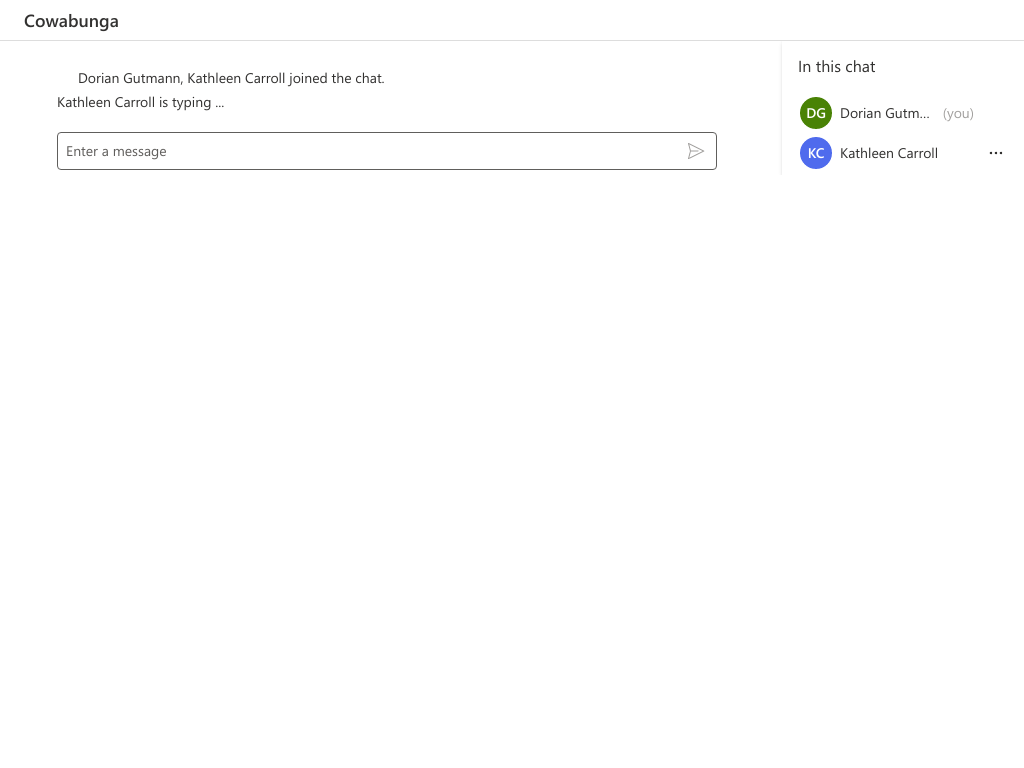 Cowabunga
Dorian Gutmann, Kathleen Carroll joined the chat.
Kathleen Carroll is typing ...
Enter a message
In this chat
DG Dorian Gutm... (you)
KC Kathleen Carroll